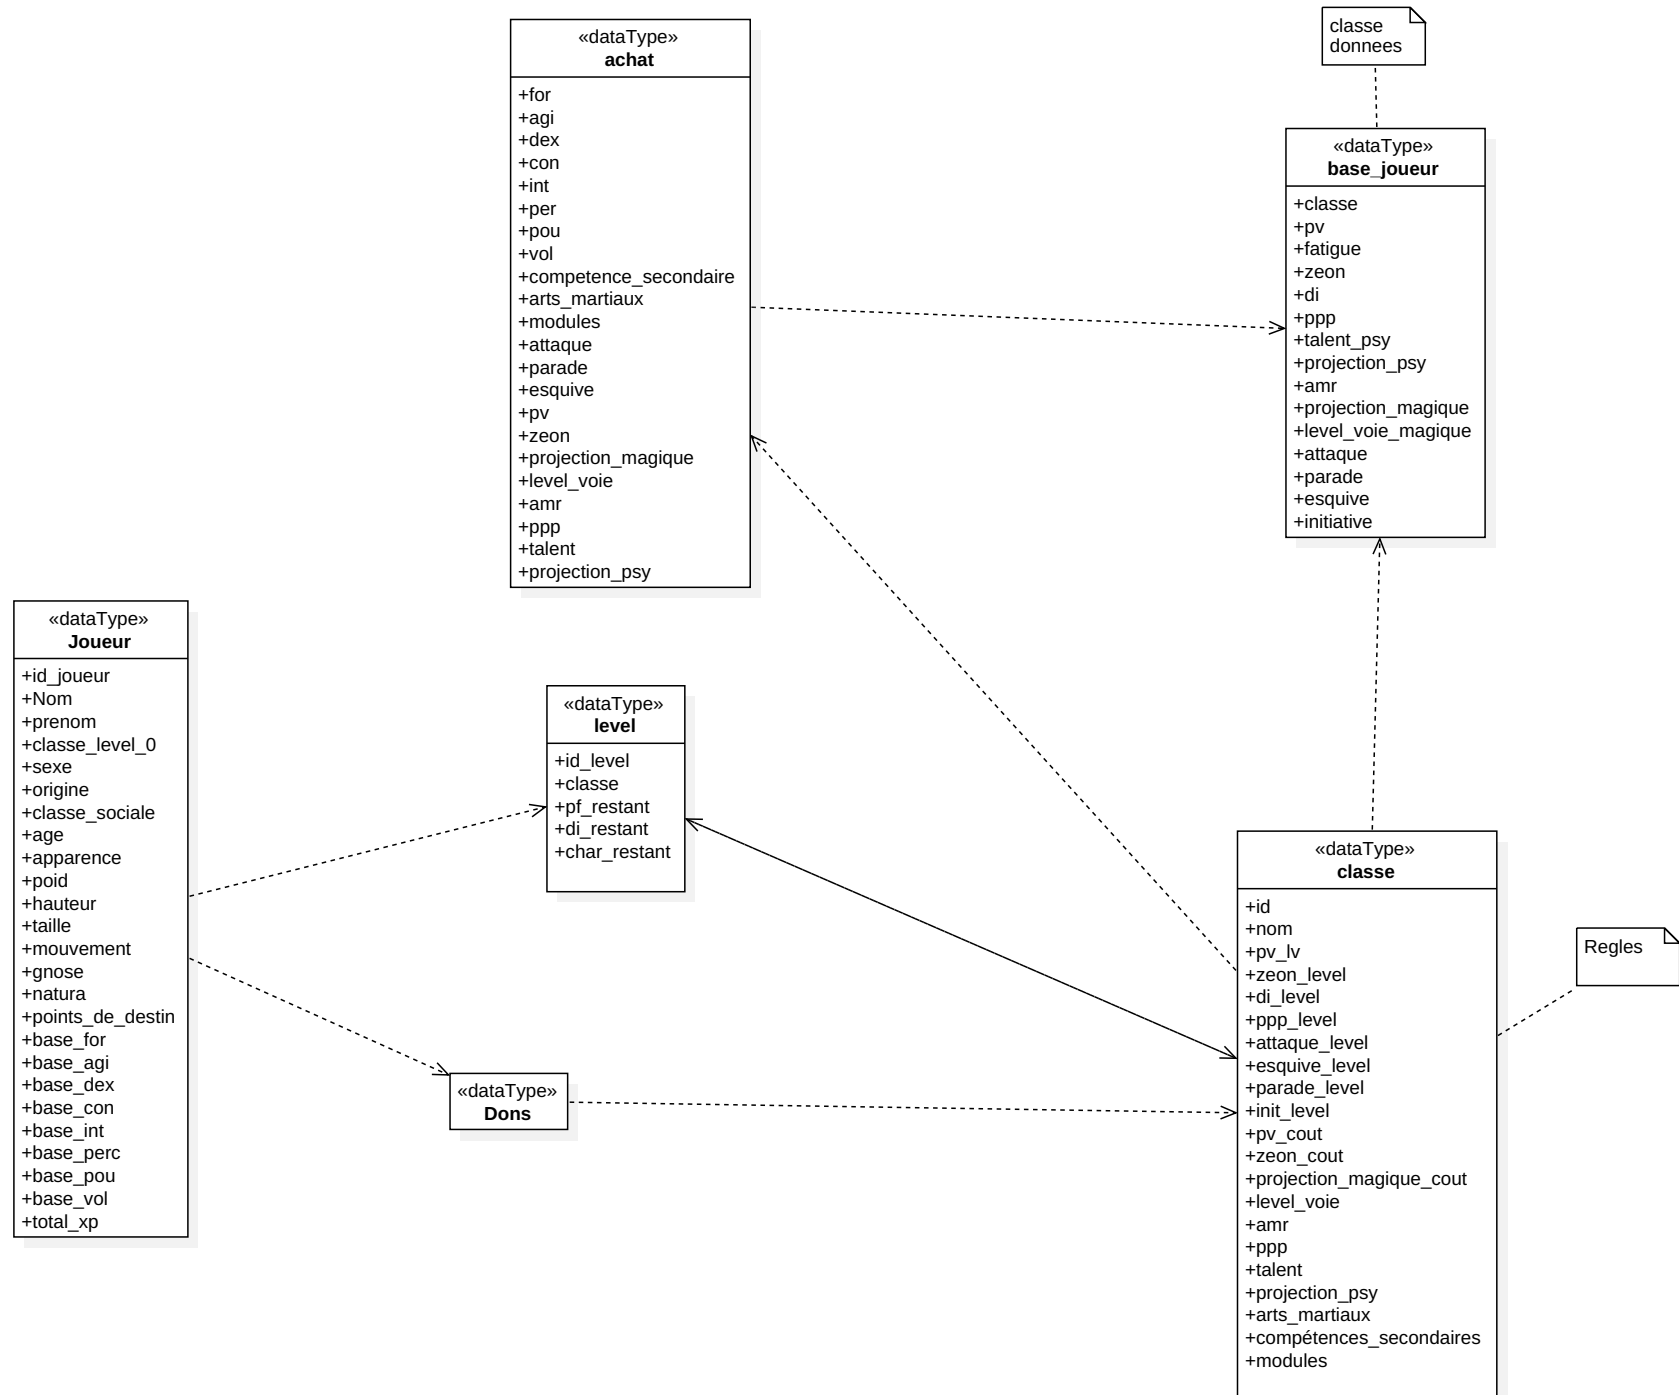 «dataType»
achat
+for
+agi
+dex
+con
+int
+per
+pou
+vol
+competence_secondaire
+arts_martiaux
+modules
+attaque
+parade
+esquive
+pv
+zeon
+projection_magique
+level_voie
+amr
+ppp
+talent
+projection_psy
classe
donnees
«dataType»
base_joueur
+classe
+pv
+fatigue
+zeon
+di
+ppp
+talent_psy
+projection_psy
+amr
+projection_magique
+level_voie_magique
+attaque
+parade
+esquive
+initiative
«dataType»
Joueur
+id_joueur
+Nom
+prenom
+classe_level_0
+sexe
+origine
+classe_sociale
+age
+apparence
+poid
+hauteur
+taille
+mouvement
+gnose
+natura
+points_de_destin
+base_for
+base_agi
+base_dex
+base_con
+base_int
+base_perc
+base_pou
+base_vol
+total_xp
«dataType»
level
+id_level
+classe
+pf_restant
+di_restant
+char_restant
«dataType»
Dons
«dataType»
classe
+id
+nom
+pv_lv
+zeon_level
+di_level
+ppp_level
+attaque_level
+esquive_level
+parade_level
+init_level
+pv_cout
+zeon_cout
+projection_magique_cout
+level_voie
+amr
+ppp
+talent
+projection_psy
+arts_martiaux
+compétences_secondaires
+modules
Regles